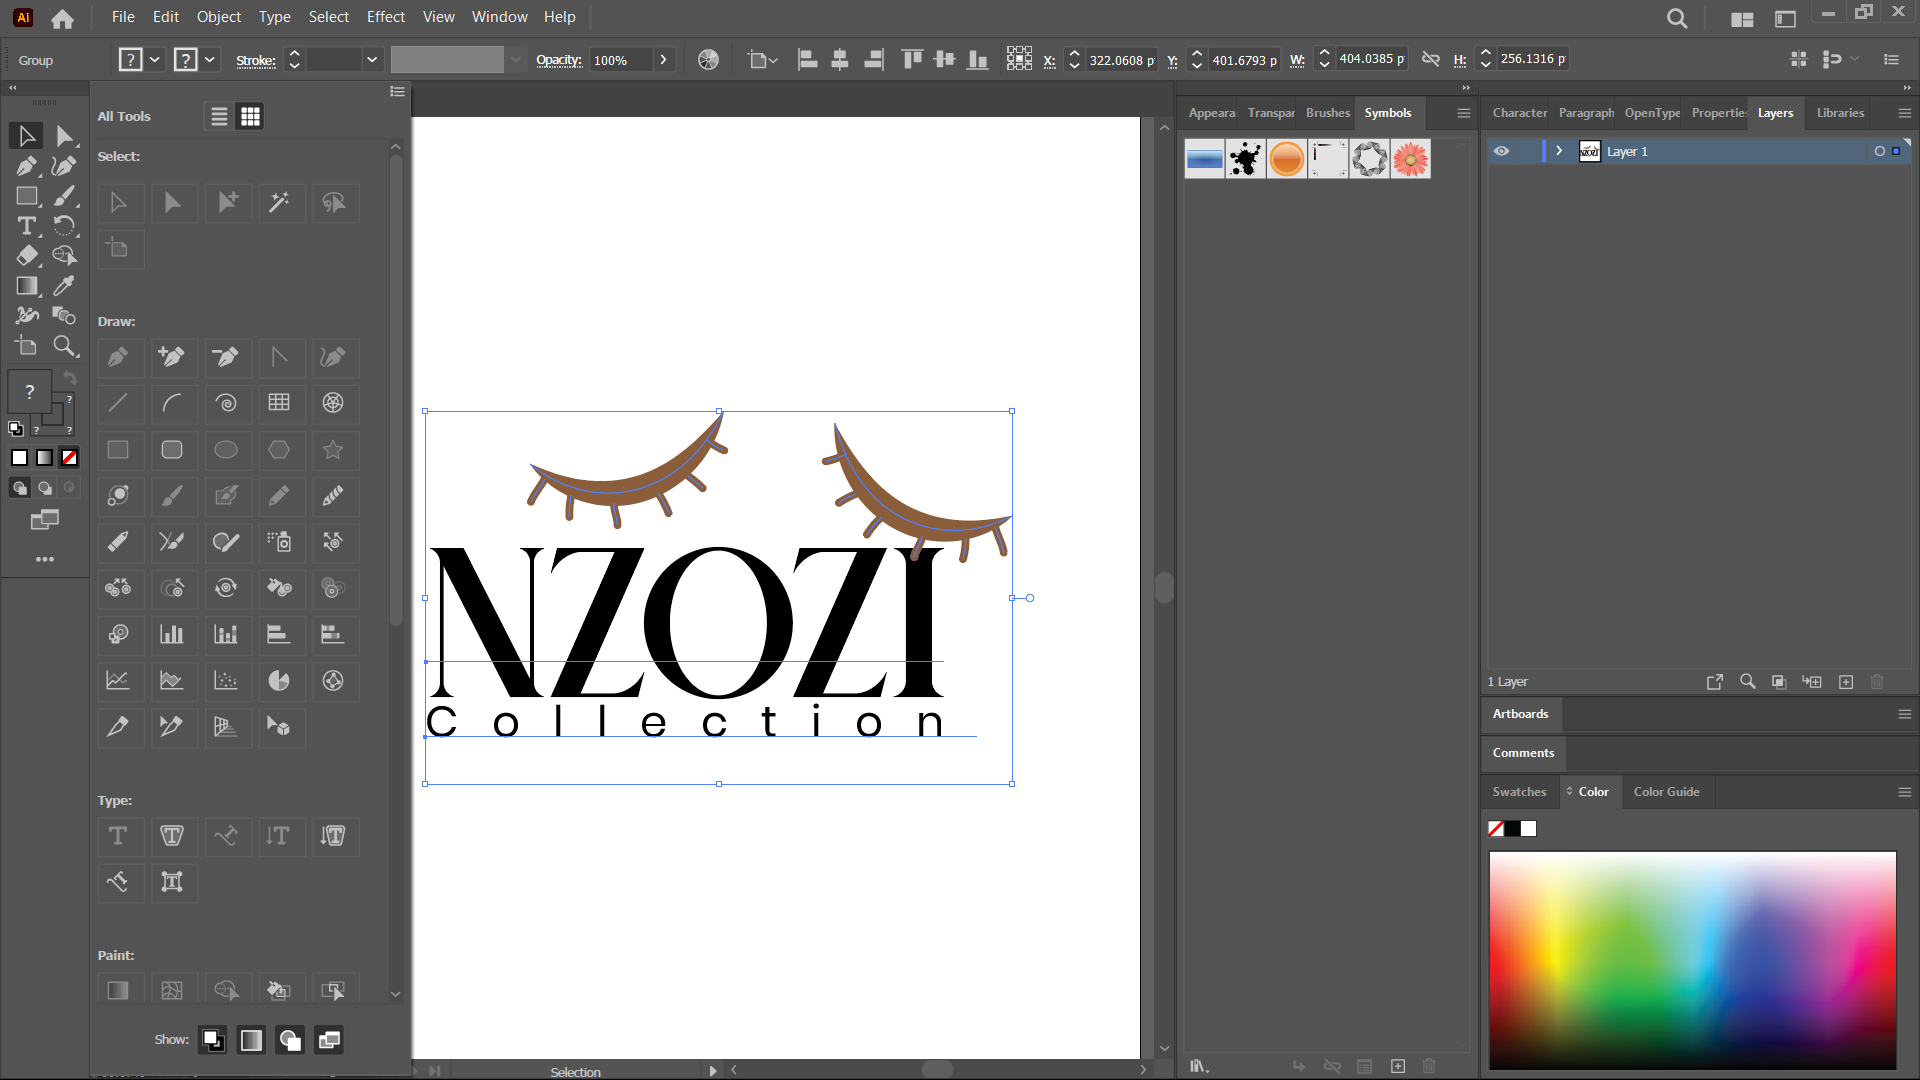 Ai File Edit Object Type Select Effect View Window Help
Group ? ? Stroke: Opacity: 100% X: 322.0608 p Y: 401.6793 p W: 404.0385 p H: 256.1316 p
All Tools
Select:
Draw:
Type:
Paint:
Show:
?
?
?
?
NZOZI
Collection
Selection
Appeara Transpar Brushes Symbols
Character Paragraph OpenType Properties Layers Libraries
Layer 1
1 Layer
Artboards
Comments
Swatches Color Color Guide